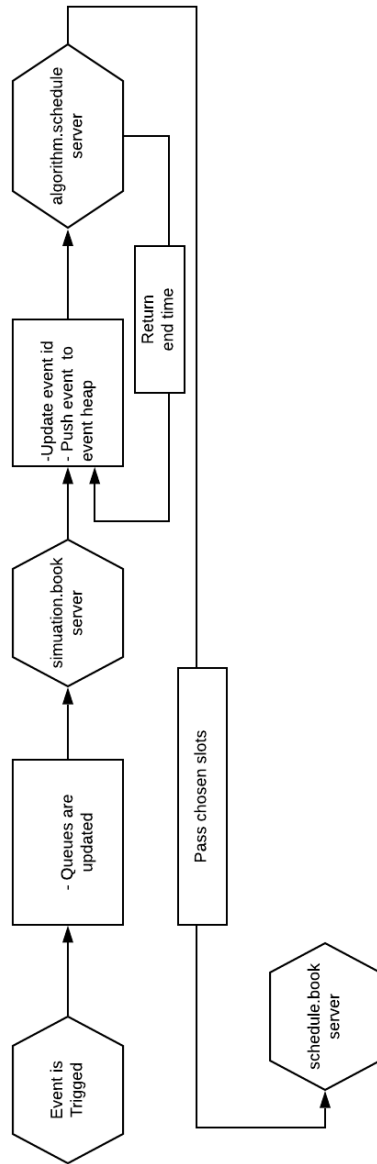 Event is
Trigged
- Queues are
updated
simuation.book
server
-Update event id
- Push event to
event heap
algorithm.schedule
server
Return
end time
Pass chosen slots
schedule.book
server